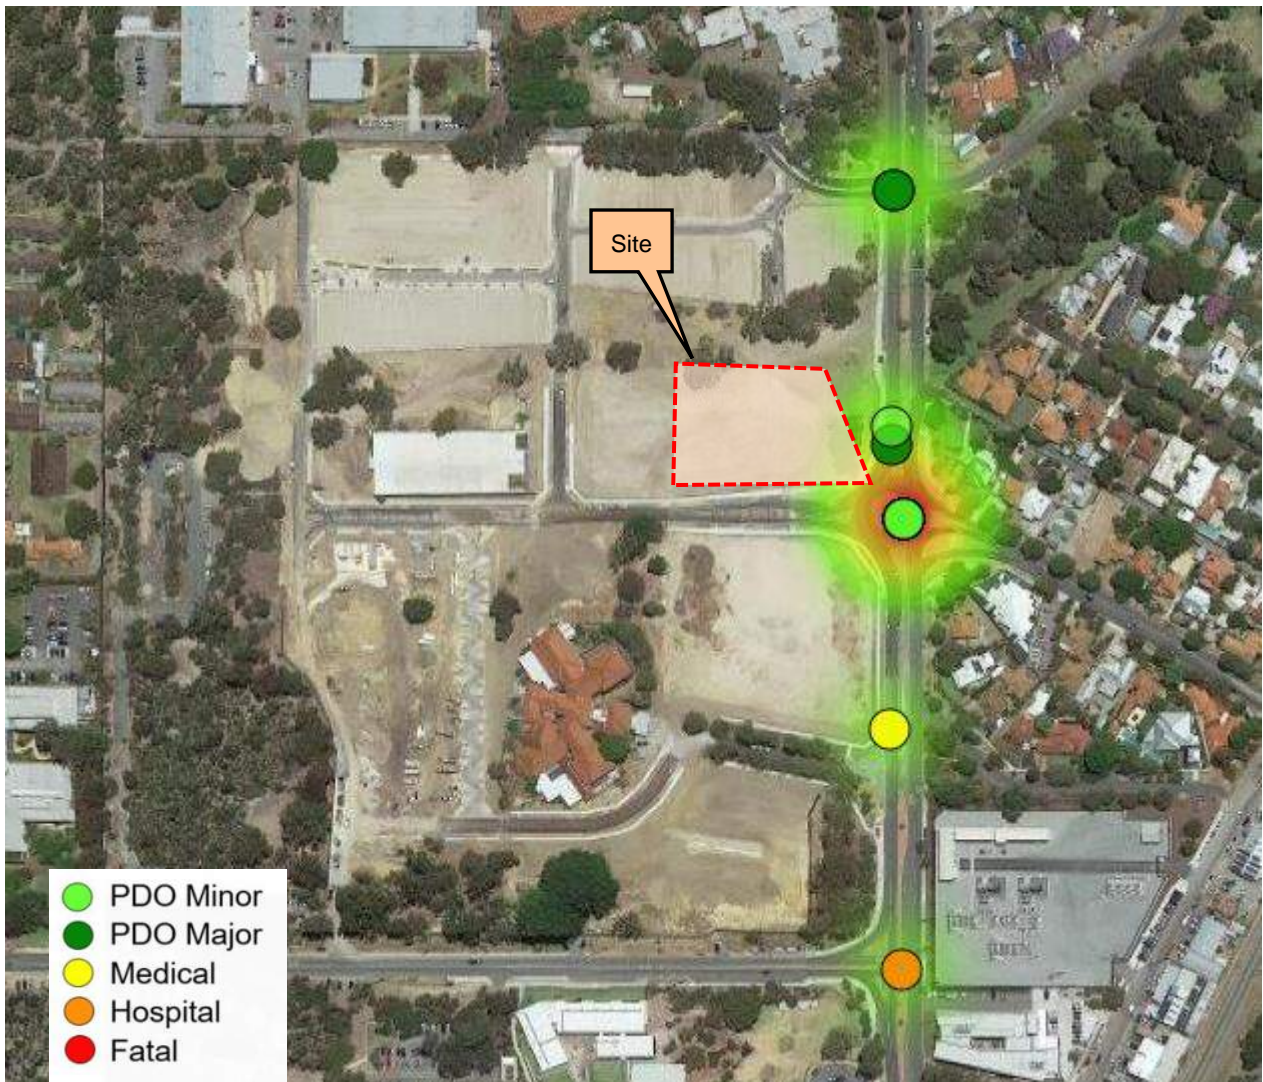 Site
PDO Minor
PDO Major
Medical
Hospital
Fatal